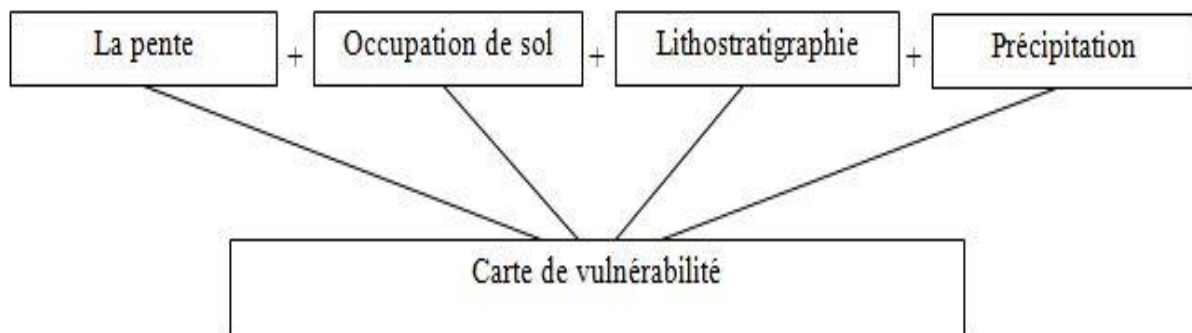 La pente + Occupation de sol + Lithostratigraphie + Précipitation
Carte de vulnérabilité